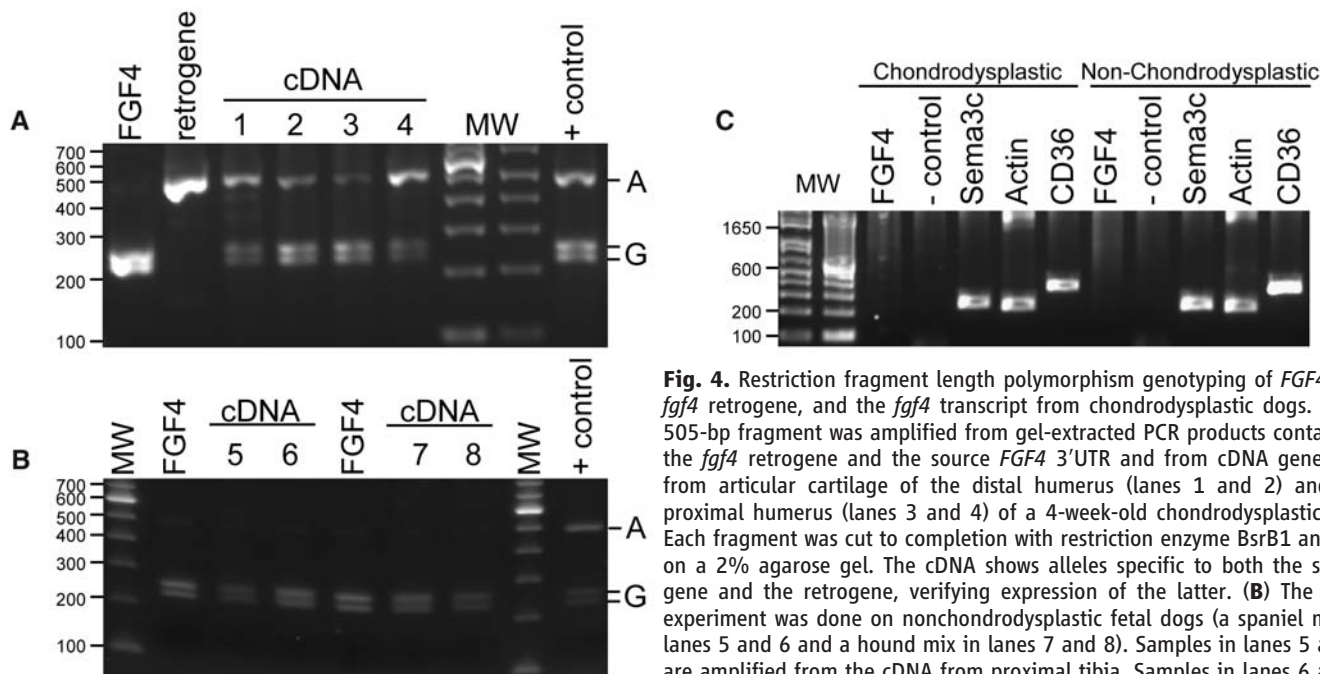 A
FGF4
retrogene
cDNA
1 2 3 4
MW
+ control
700
600
500
400
300
200
100
A
G
B
MW
FGF4
cDNA
5 6
FGF4
cDNA
7 8
MW
+ control
700
600
500
400
300
200
100
A
G
C
Chondrodysplastic Non-Chondrodysplastic
MW
FGF4
- control
Sema3c
Actin
CD36
FGF4
- control
Sema3c
Actin
CD36
1650
600
200
100
Fig. 4. Restriction fragment length polymorphism genotyping of FGF4
fgf4 retrogene, and the fgf4 transcript from chondrodysplastic dogs.
505-bp fragment was amplified from gel-extracted PCR products conta
the fgf4 retrogene and the source FGF4 3'UTR and from cDNA gene
from articular cartilage of the distal humerus (lanes 1 and 2) and
proximal humerus (lanes 3 and 4) of a 4-week-old chondrodysplastic
Each fragment was cut to completion with restriction enzyme BsrB1 an
on a 2% agarose gel. The cDNA shows alleles specific to both the s
gene and the retrogene, verifying expression of the latter. (B) The
experiment was done on nonchondrodysplastic fetal dogs (a spaniel m
lanes 5 and 6 and a hound mix in lanes 7 and 8). Samples in lanes 5 a
are amplified from the cDNA from proximal tibia. Samples in lanes 6 a